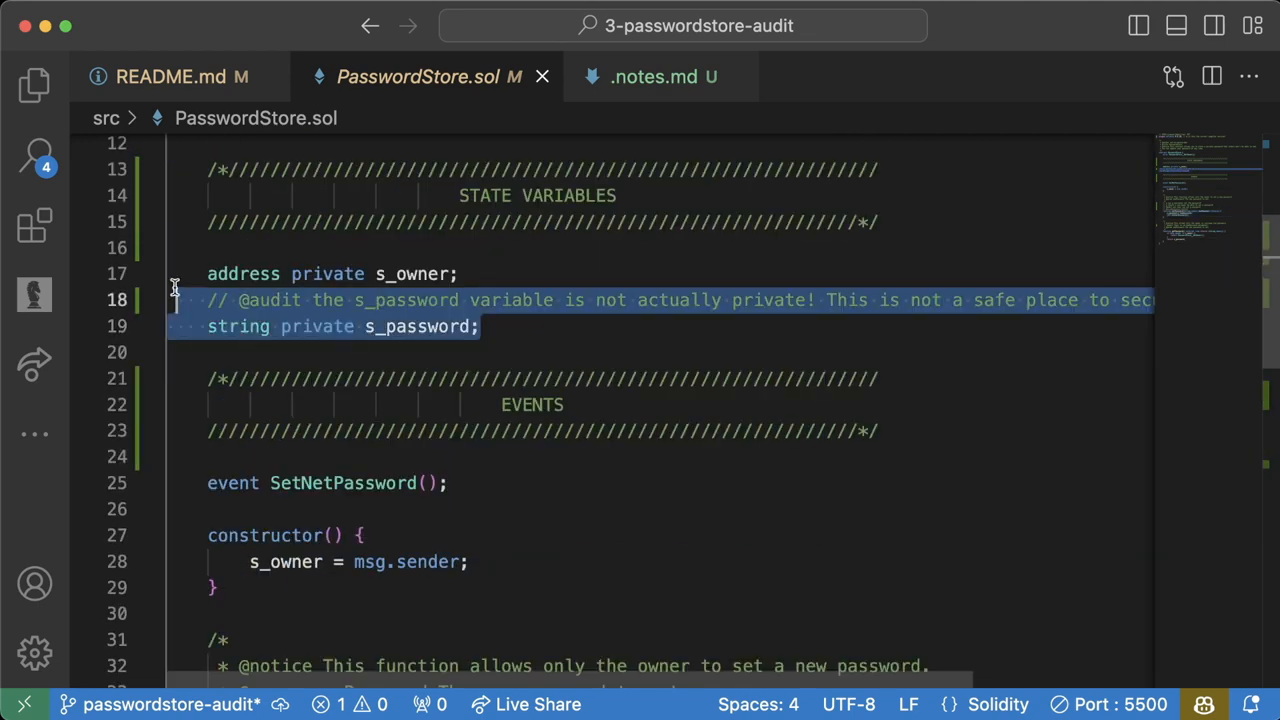 3-passwordstore-audit
README.md M
PasswordStore.sol M
.notes.md U
src > PasswordStore.sol
4
12
13 /*/////////////////////////////////////////////////////////////
14 STATE VARIABLES
15 /////////////////////////////////////////////////////////////*/
16
17 address private s_owner;
18 // @audit the s_password variable is not actually private! This is not a safe place to sec
19 string private s_password;
20
21 /*/////////////////////////////////////////////////////////////
22 EVENTS
23 /////////////////////////////////////////////////////////////*/
24
25 event SetNetPassword();
26
27 constructor() {
28 s_owner = msg.sender;
29 }
30
31 /*
32 * @notice This function allows only the owner to set a new password.
passwordstore-audit* 1 0 0 Live Share Spaces: 4 UTF-8 LF {} Solidity Port : 5500